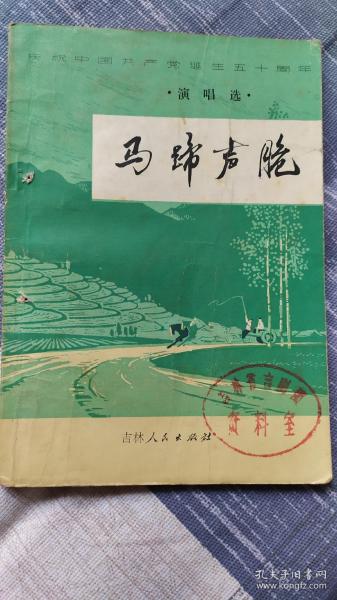 庆祝中国共产党诞生五十周年
·演唱选·
马蹄声脆
资料室
吉林人民出版社
孔夫子旧书网